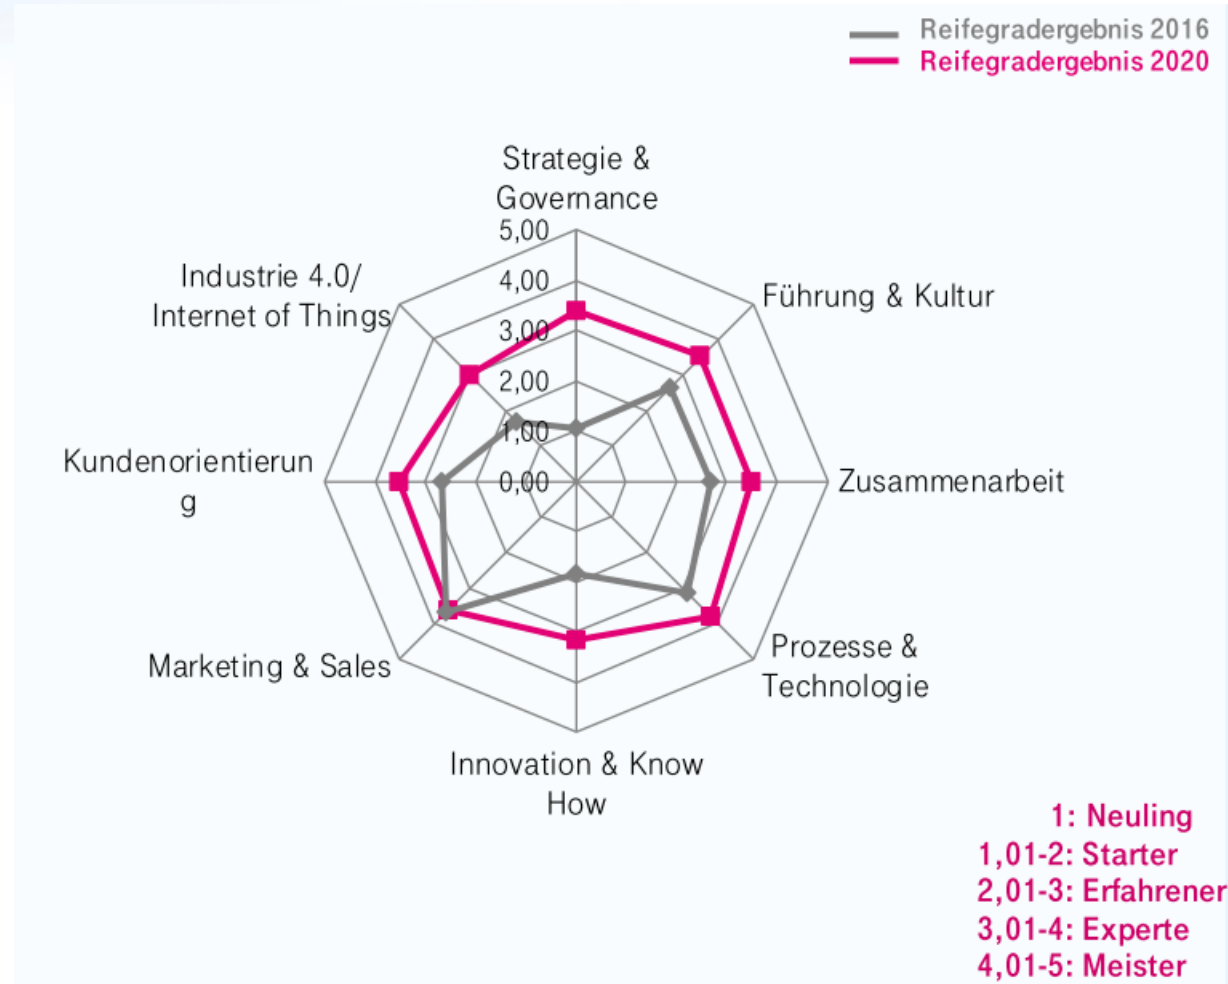 Reifegradergebnis 2016
Reifegradergebnis 2020
Strategie &
Governance
5,00
4,00
3,00
2,00
1,00
0,00
Führung & Kultur
Zusammenarbeit
Prozesse &
Technologie
Innovation & Know
How
Marketing & Sales
Kundenorientierun
g
Industrie 4.0/
Internet of Things
1: Neuling
1,01-2: Starter
2,01-3: Erfahrener
3,01-4: Experte
4,01-5: Meister